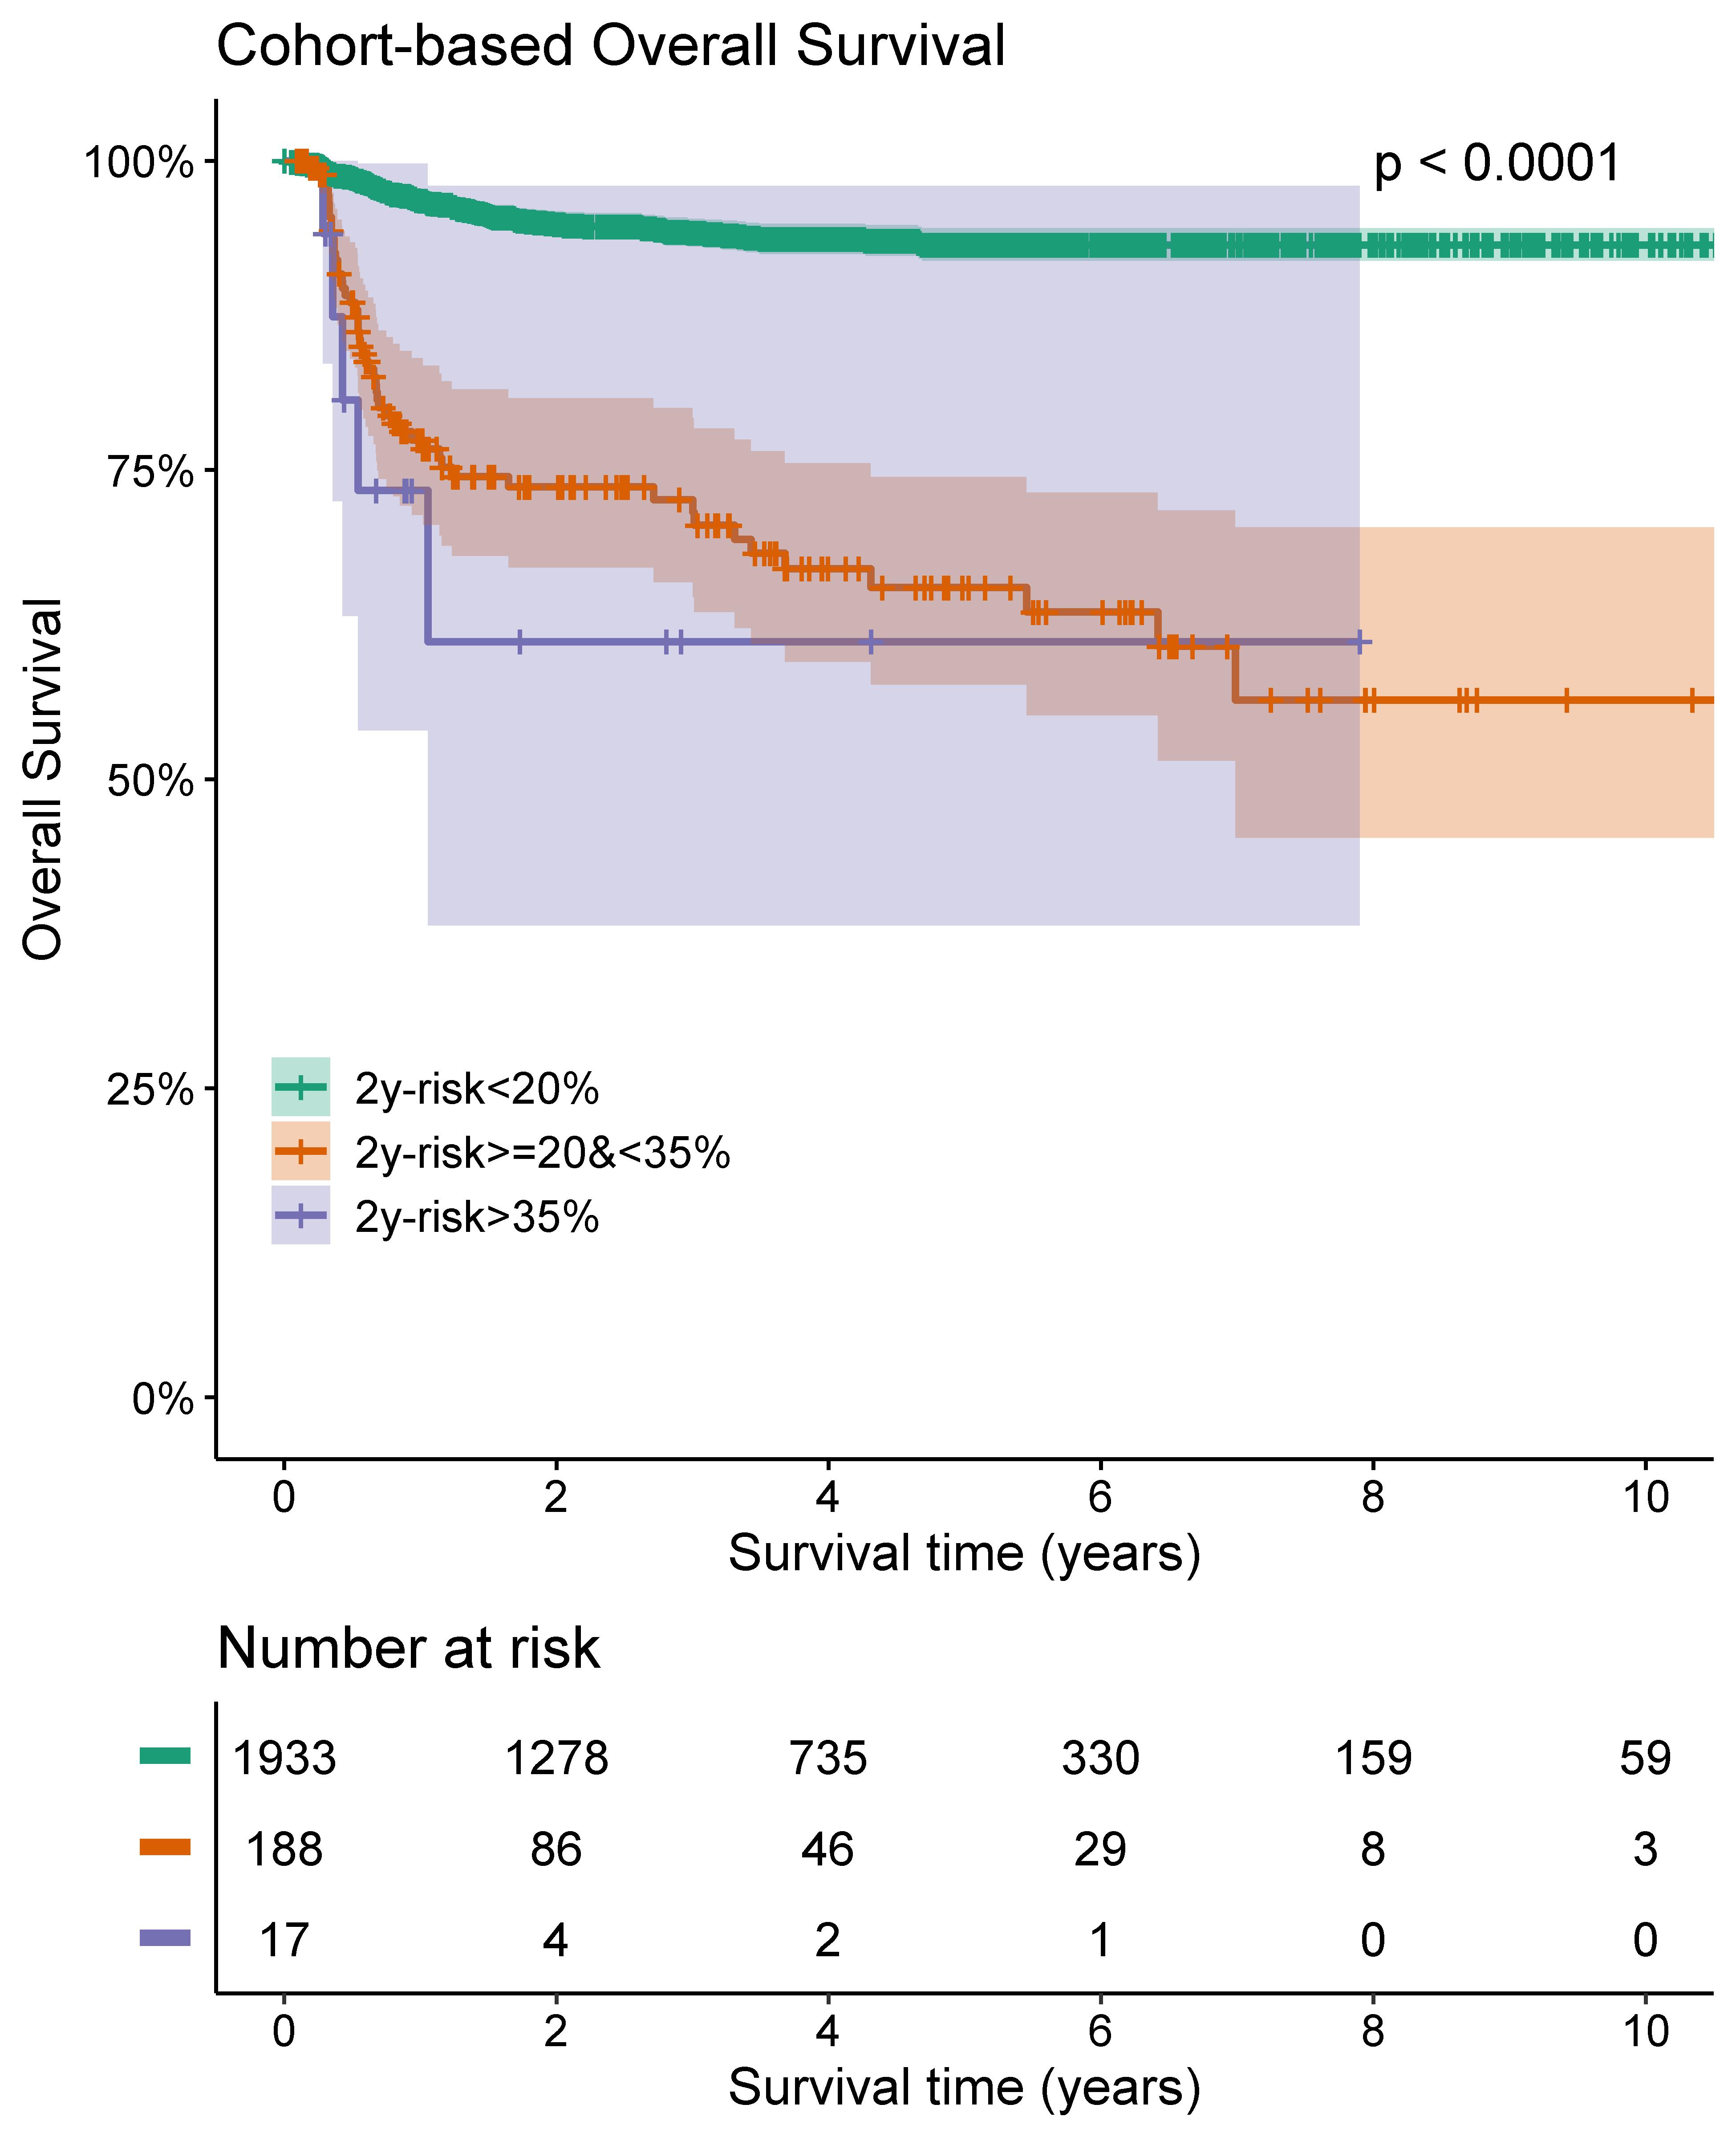 Cohort-based Overall Survival
p < 0.0001
100%
75%
50%
25%
0%
Overall Survival
2y-risk<20%
2y-risk>=20&<35%
2y-risk>35%
0 2 4 6 8 10
Survival time (years)
Number at risk
1933 1278 735 330 159 59
188 86 46 29 8 3
17 4 2 1 0 0
0 2 4 6 8 10
Survival time (years)